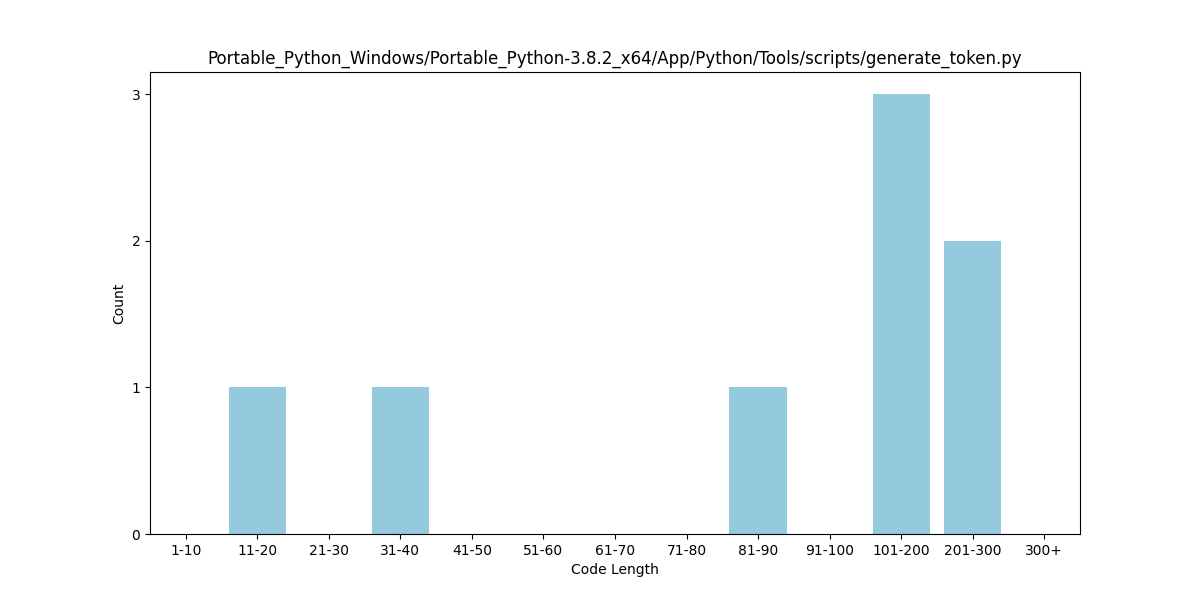 Portable_Python_Windows/Portable_Python-3.8.2_x64/App/Python/Tools/scripts/generate_token.py
3
2
1
0
Count
1-10 11-20 21-30 31-40 41-50 51-60 61-70 71-80 81-90 91-100 101-200 201-300 300+
Code Length